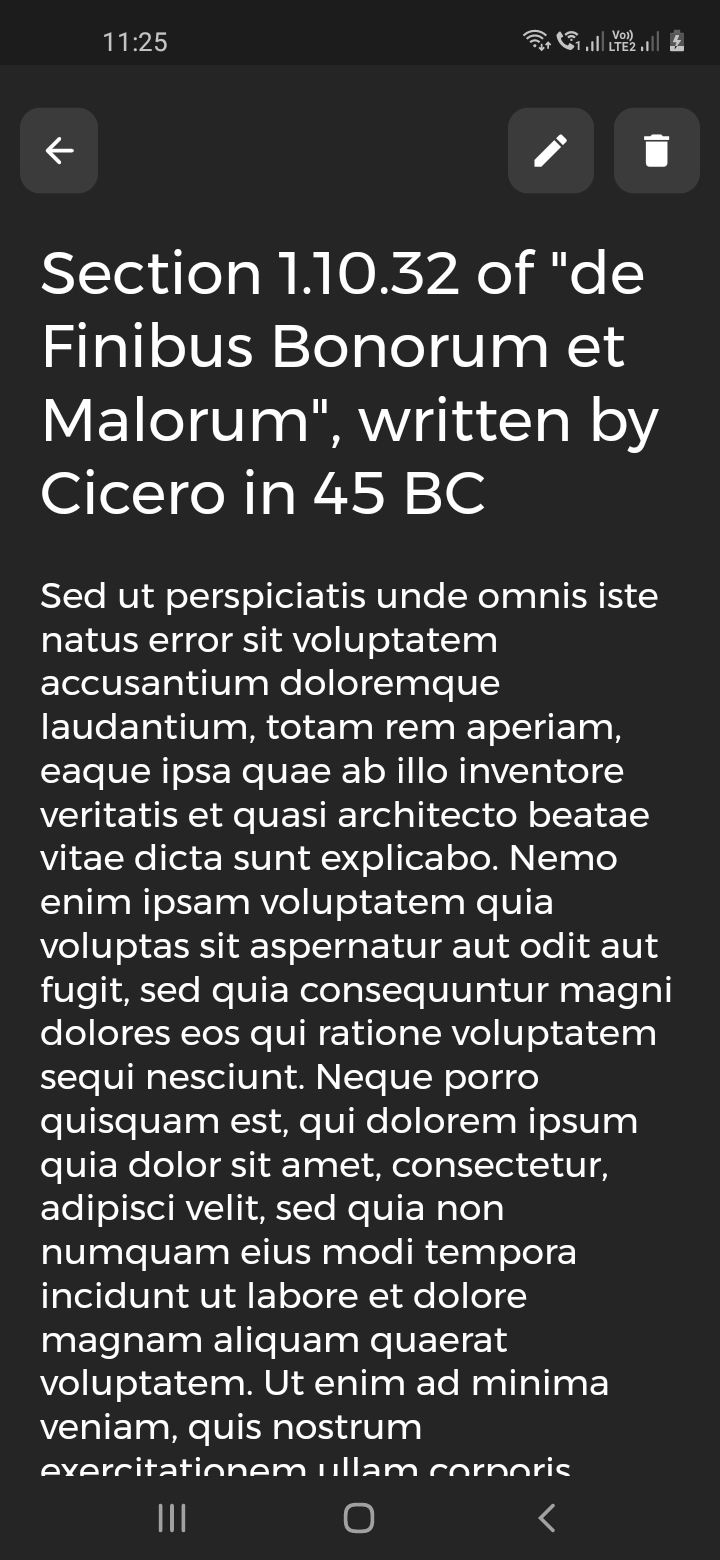 11:25
Vo)) LTE2
1
Section 1.10.32 of "de
Finibus Bonorum et
Malorum", written by
Cicero in 45 BC
Sed ut perspiciatis unde omnis iste
natus error sit voluptatem
accusantium doloremque
laudantium, totam rem aperiam,
eaque ipsa quae ab illo inventore
veritatis et quasi architecto beatae
vitae dicta sunt explicabo. Nemo
enim ipsam voluptatem quia
voluptas sit aspernatur aut odit aut
fugit, sed quia consequuntur magni
dolores eos qui ratione voluptatem
sequi nesciunt. Neque porro
quisquam est, qui dolorem ipsum
quia dolor sit amet, consectetur,
adipisci velit, sed quia non
numquam eius modi tempora
incidunt ut labore et dolore
magnam aliquam quaerat
voluptatem. Ut enim ad minima
veniam, quis nostrum
exercitationem ullam corporis